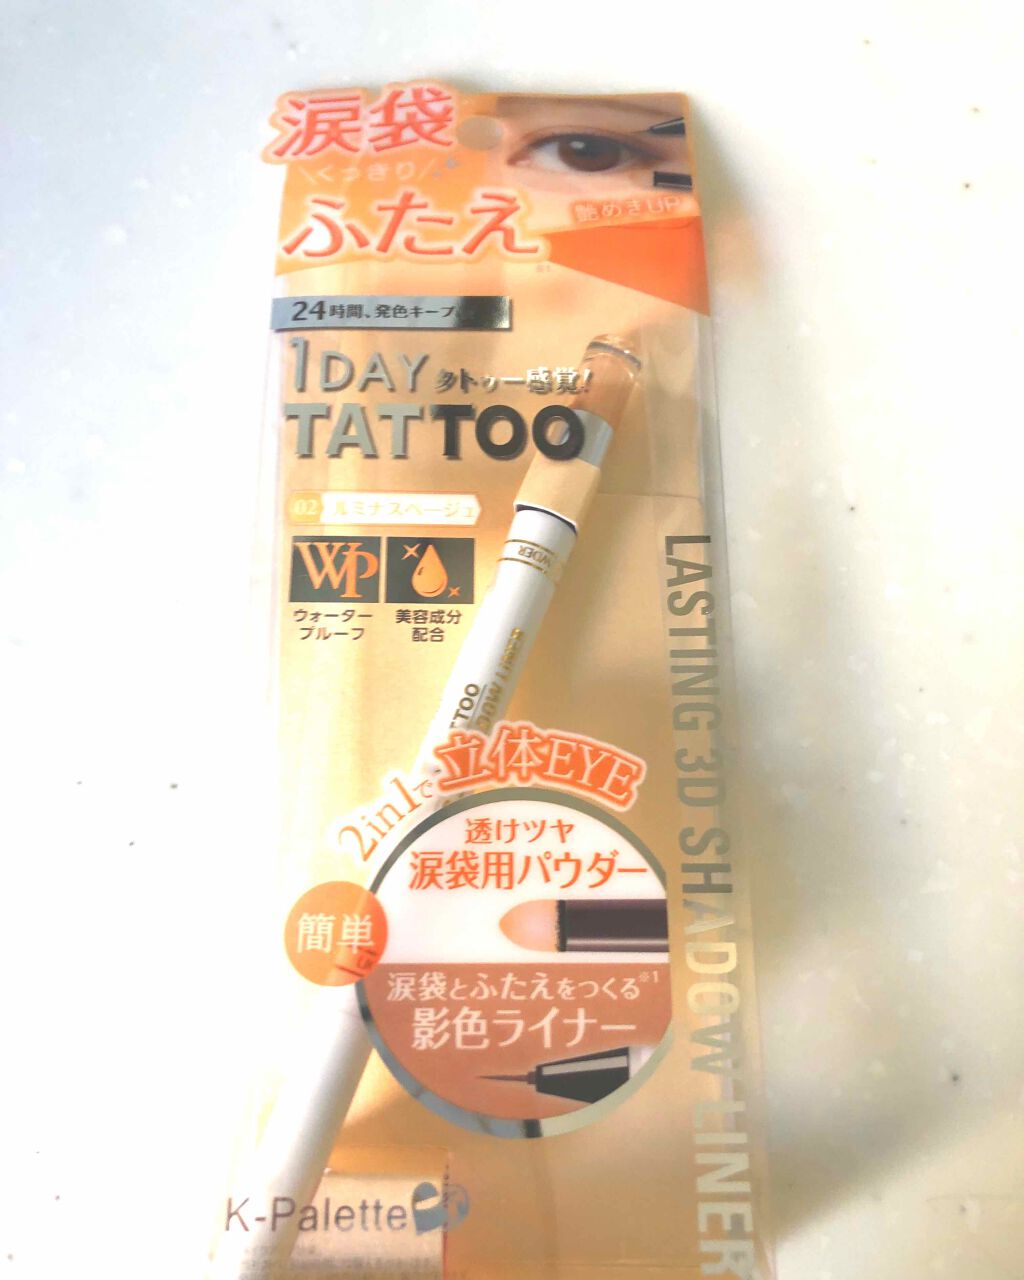 涙袋
\くっきり/
ふたえ
艶めきUP
※1
24時間、発色キープ
1DAY タトゥー感覚!
TATTOO
02 ルミナスベージュ
WP
ウォーター
プルーフ
美容成分
配合
LASTING 3D SHADOW LINER
2in1で立体EYE
透けツヤ
涙袋用パウダー
簡単
涙袋とふたえをつくる※1
影色ライナー
K-Palette